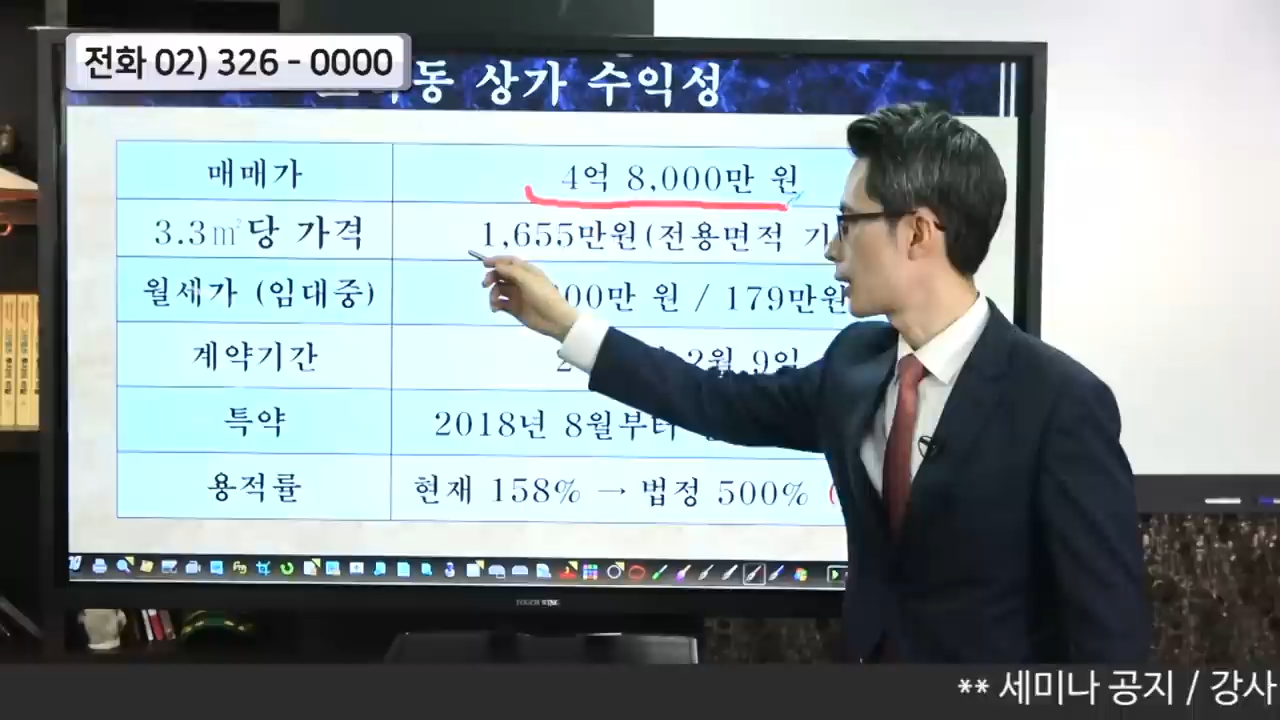 전화 02) 326 - 0000
상가 수익성
매매가 4억 8,000만 원
3.3㎡당 가격 1,655만원(전용면적
월세가 (임대중) 00만 원 / 179만원
계약기간 2월 9일
특약 2018년 8월부터
용적률 현재 158% → 법정 500% (
TOUCH KING
** 세미나 공지 / 강사